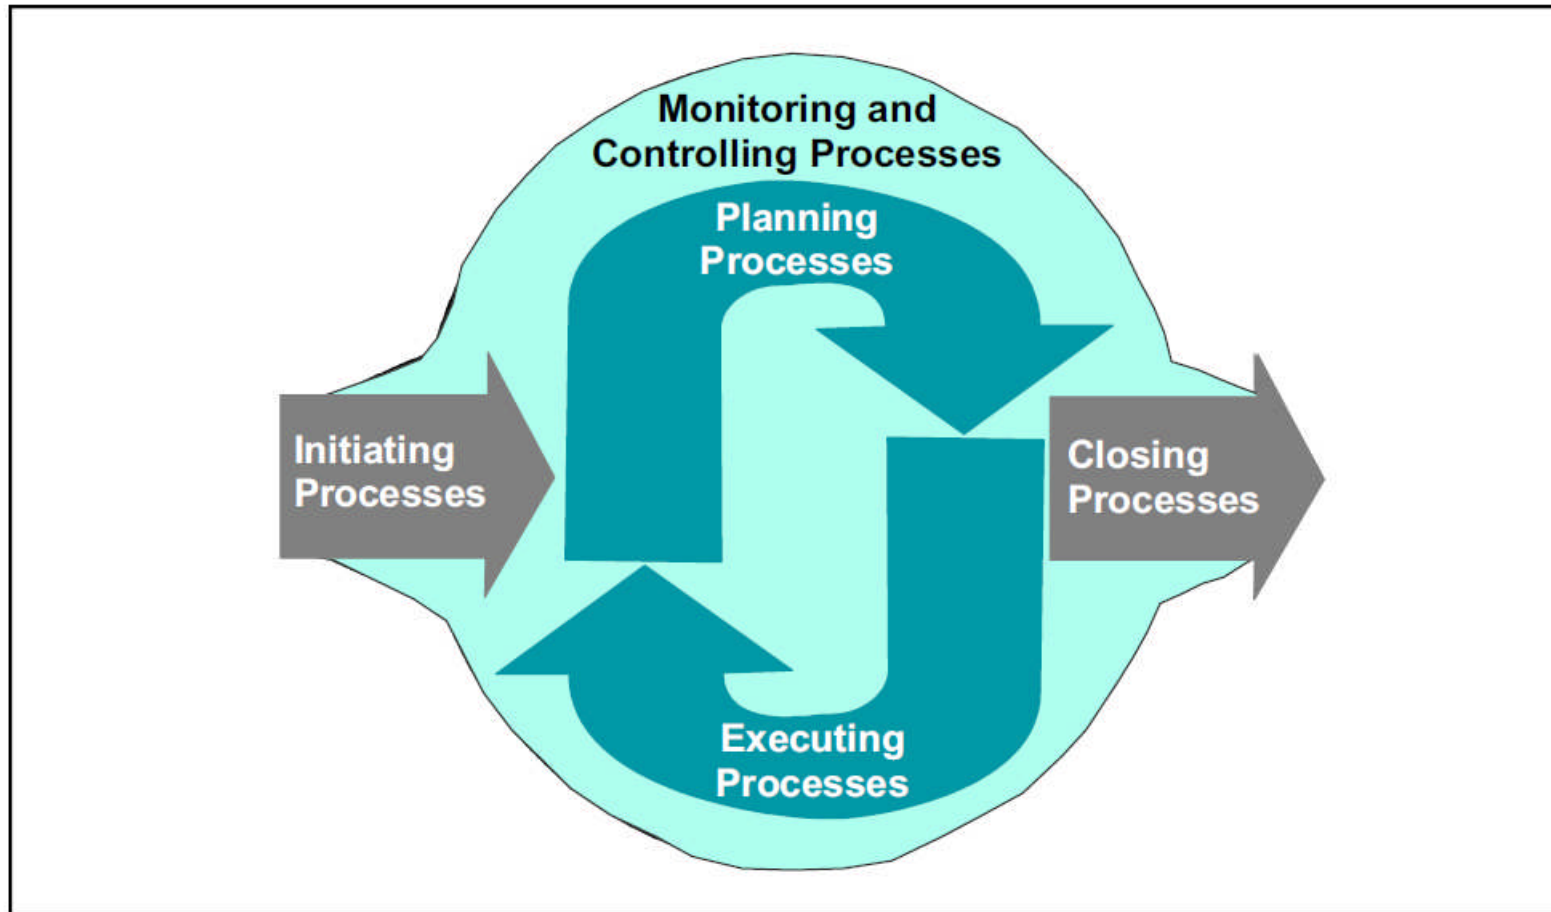 Monitoring and
Controlling Processes
Planning
Processes
Initiating
Processes
Closing
Processes
Executing
Processes